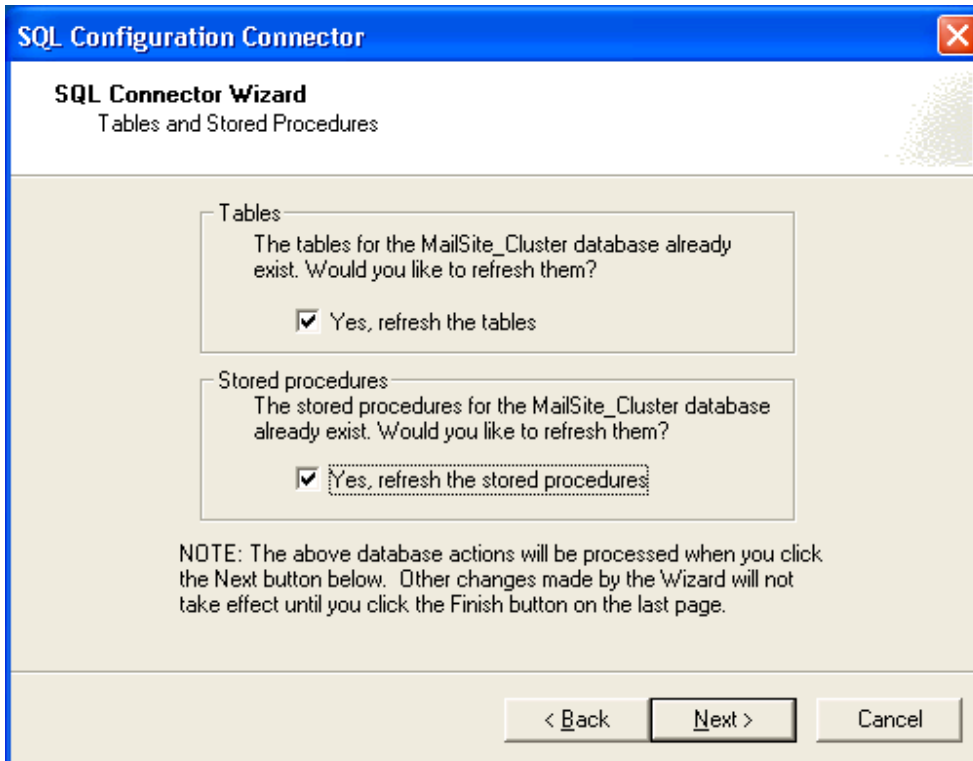 SQL Configuration Connector
SQL Connector Wizard
Tables and Stored Procedures
Tables
The tables for the MailSite_Cluster database already
exist. Would you like to refresh them?
Yes, refresh the tables
Stored procedures
The stored procedures for the MailSite_Cluster database
already exist. Would you like to refresh them?
Yes, refresh the stored procedures
NOTE: The above database actions will be processed when you click
the Next button below.  Other changes made by the Wizard will not
take effect until you click the Finish button on the last page.
< Back
Next >
Cancel